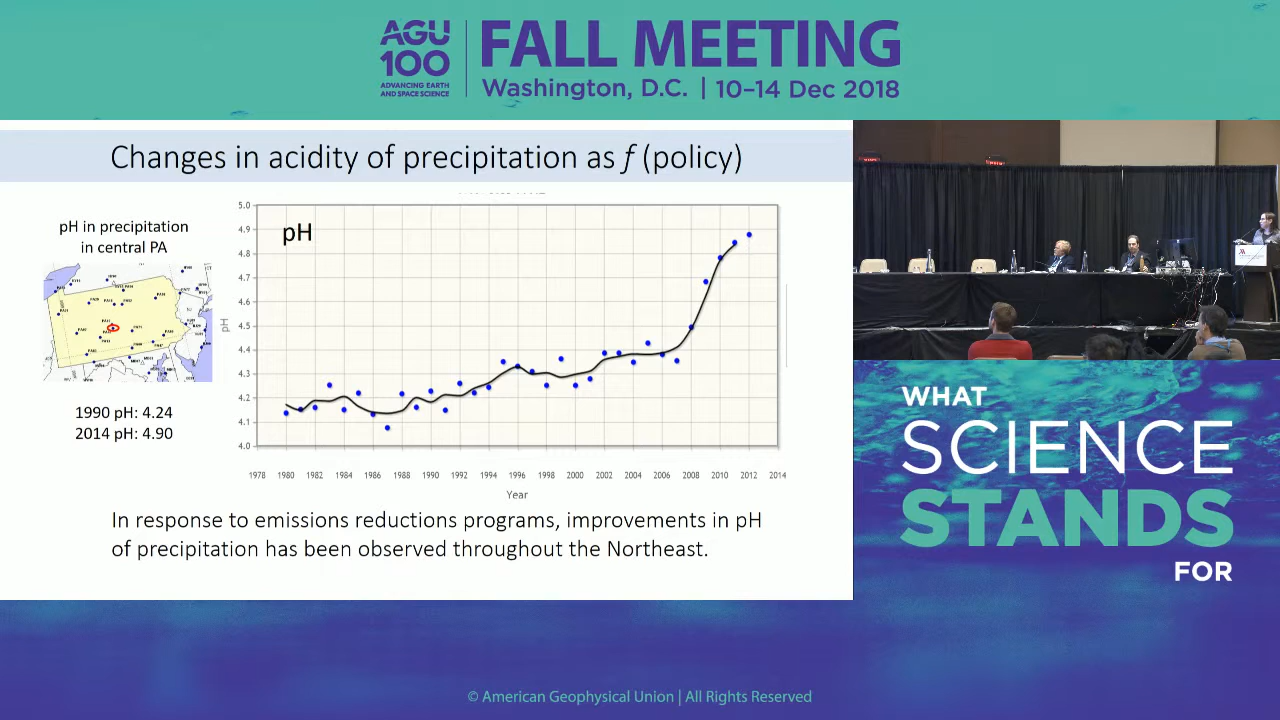 AGU
100
ADVANCING EARTH
AND SPACE SCIENCE
FALL MEETING
Washington, D.C. | 10–14 Dec 2018
Changes in acidity of precipitation as f (policy)
pH in precipitation
in central PA
1990 pH: 4.24
2014 pH: 4.90
pH
pH
5.0
4.9
4.8
4.6
4.5
4.4
4.3
4.2
4.1
4.0
1978 1980 1982 1984 1986 1988 1990 1992 1994 1996 1998 2000 2002 2004 2006 2008 2010 2012 2014
Year
In response to emissions reductions programs, improvements in pH
of precipitation has been observed throughout the Northeast.
WHAT
SCIENCE
STANDS
FOR
© American Geophysical Union | All Rights Reserved